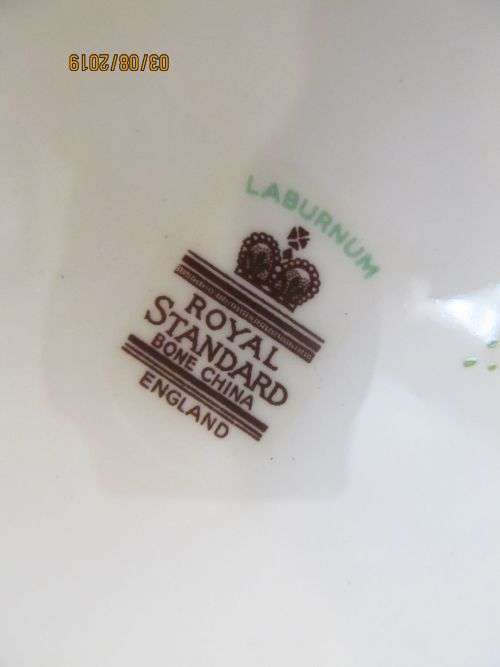 03/08/2019
LABURNUM
ROYAL
STANDARD
BONE CHINA
ENGLAND